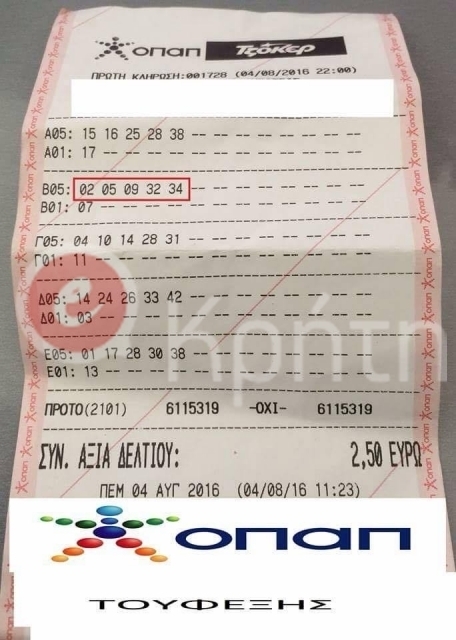 οπαπ Τζόκερ
ΠΡΩΤΗ ΚΛΗΡΩΣΗ:001728 (04/08/2016 22:00)
Α05: 15 16 25 28 38
Α01: 17
Β05: 02 05 09 32 34
Β01: 07
Γ05: 04 10 14 28 31
Γ01: 11
Δ05: 14 24 26 33 42
Δ01: 03
Ε05: 01 17 28 30 38
Ε01: 13
e Κρήτη
ΠΡΟΤΟ(2101) 6115319 -ΟΧΙ- 6115319
ΣΥΝ. ΑΞΙΑ ΔΕΛΤΙΟΥ: 2,50 ΕΥΡΩ
ΠΕΜ 04 ΑΥΓ 2016 (04/08/16 11:23)
οπαπ
ΤΟΥΦΕΞΗΣ